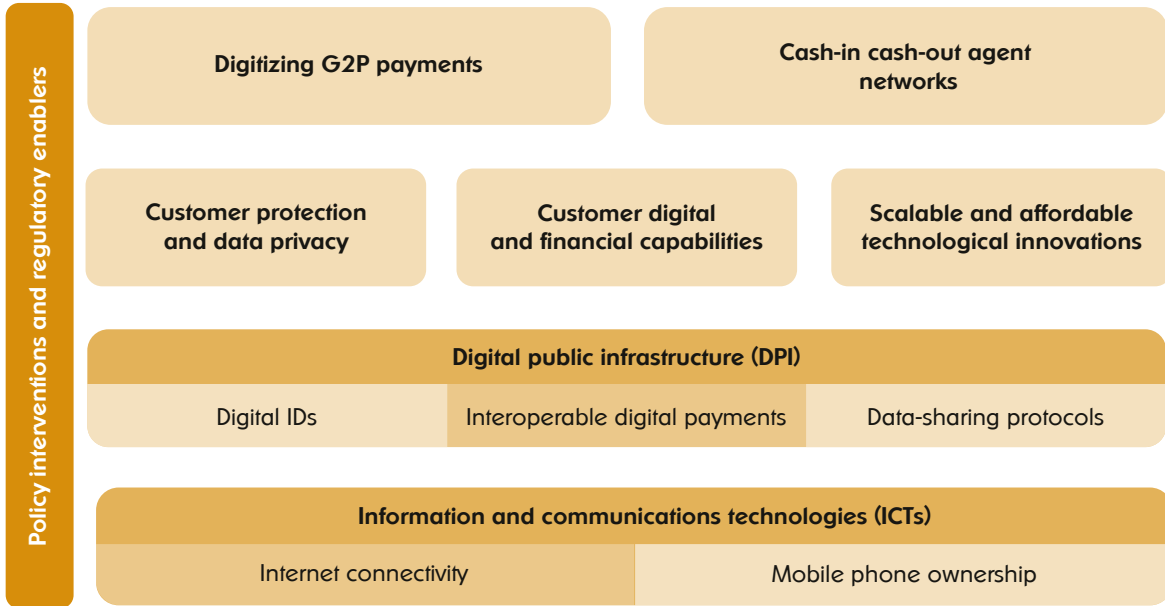 Policy interventions and regulatory enablers
Digitizing G2P payments
Cash-in cash-out agent
networks
Customer protection
and data privacy
Customer digital
and financial capabilities
Scalable and affordable
technological innovations
Digital public infrastructure (DPI)
Digital IDs
Interoperable digital payments
Data-sharing protocols
Information and communications technologies (ICTs)
Internet connectivity
Mobile phone ownership